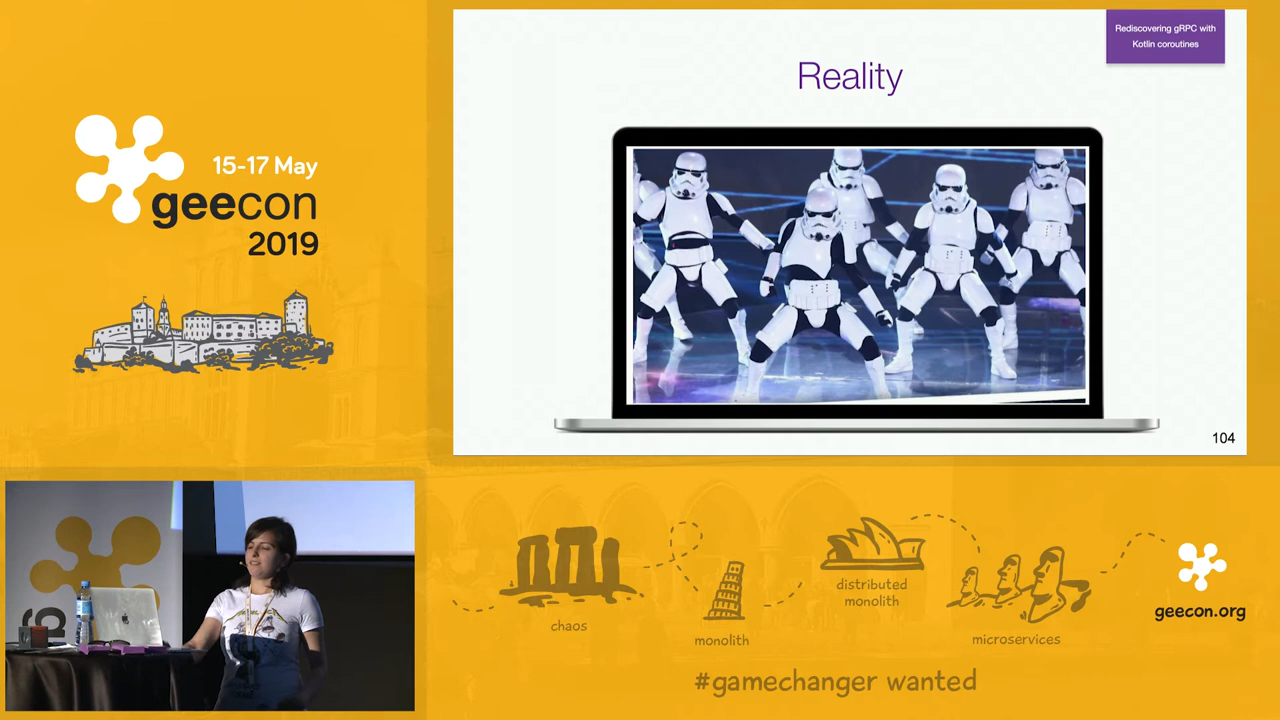 15-17 May
geecon
2019
Rediscovering gRPC with
Kotlin coroutines
Reality
104
chaos
monolith
distributed
monolith
microservices
geecon.org
#gamechanger wanted